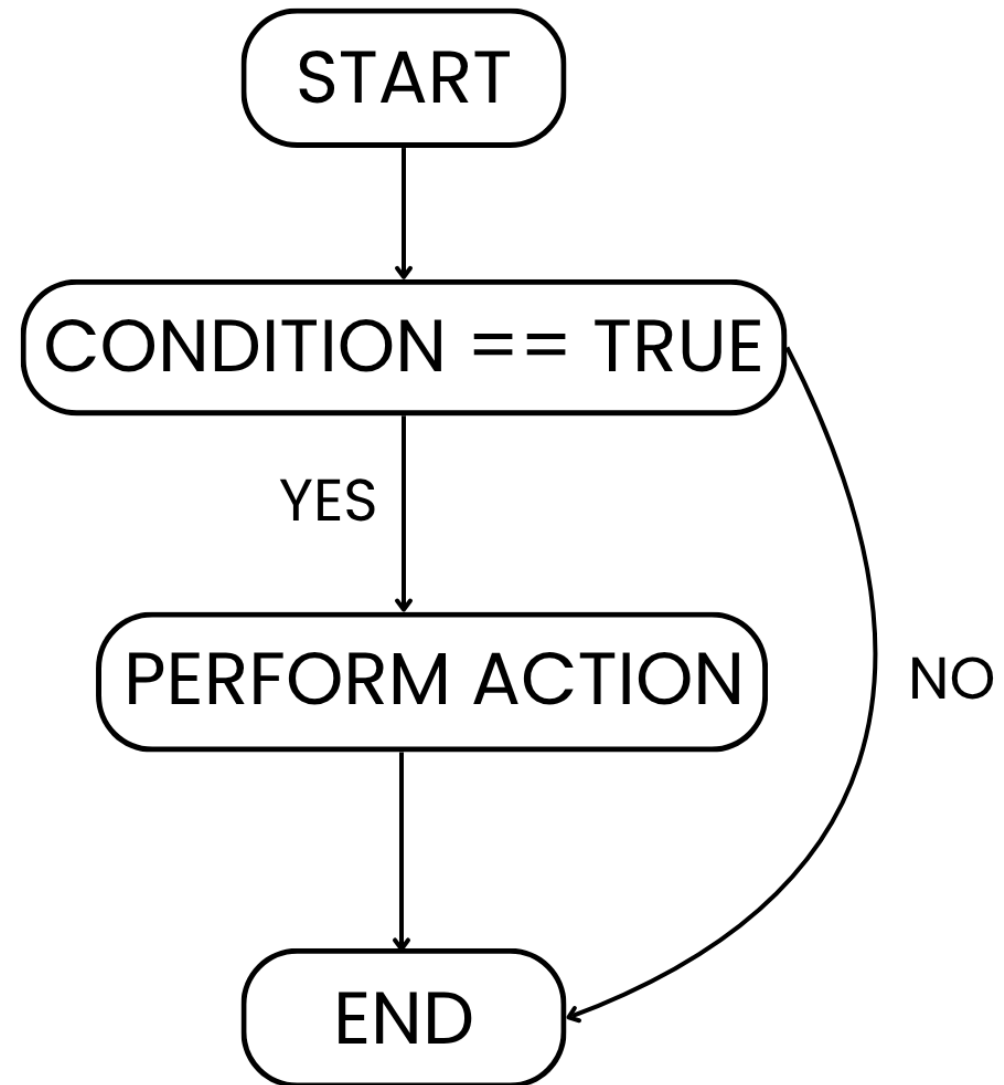 START
CONDITION == TRUE
YES
PERFORM ACTION
NO
END